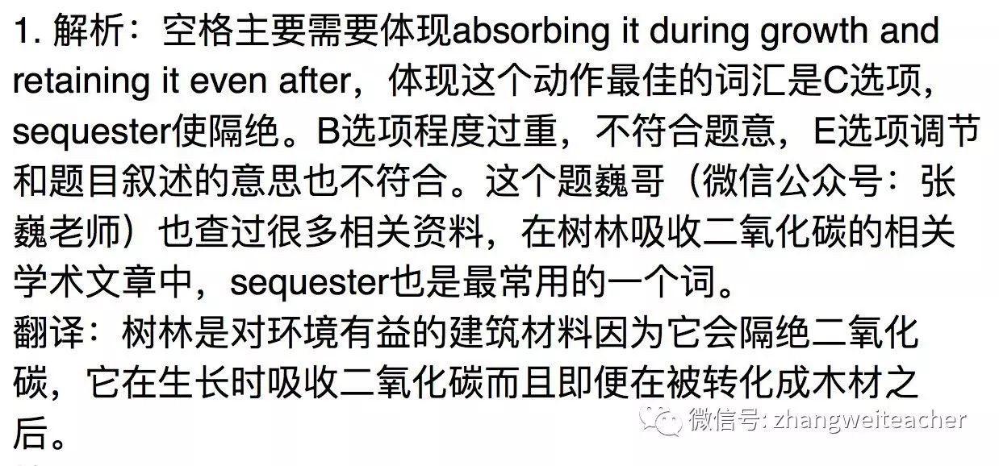 1. 解析：空格主要需要体现absorbing it during growth and
retaining it even after，体现这个动作最佳的词汇是C选项，
sequester使隔绝。B选项程度过重，不符合题意，E选项调节
和题目叙述的意思也不符合。这个题巍哥（微信公众号：张
巍老师）也查过很多相关资料，在树林吸收二氧化碳的相关
学术文章中，sequester也是最常用的一个词。
翻译：树林是对环境有益的建筑材料因为它会隔绝二氧化
碳，它在生长时吸收二氧化碳而且即便在被转化成木材之
后。
微信号: zhangweiteacher